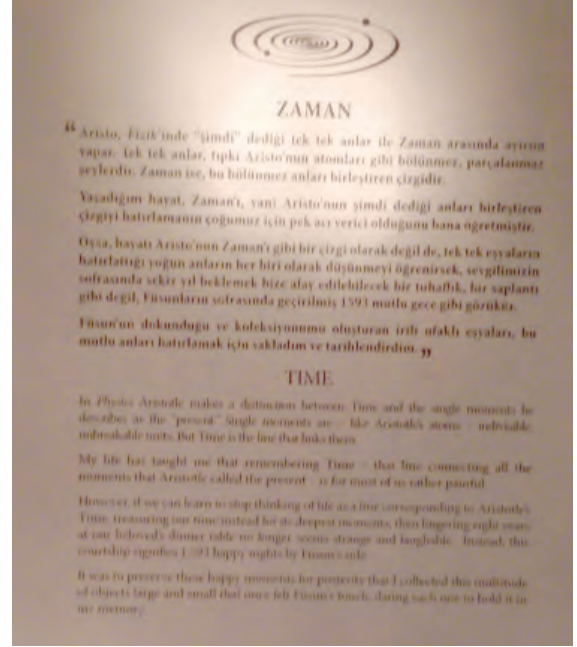 ZAMAN
“ Aristo, Fizik'inde "şimdi" dediği tek tek anlar ile Zaman arasında ayırım
yapar. Tek tek anlar, tıpkı Aristo'nun atomları gibi bölünmez, parçalanmaz
şeylerdir. Zaman ise, bu bölünmez anları birleştiren çizgidir.
Yaşadığım hayat, Zaman'ı, yani Aristo'nun şimdi dediği anları birleştiren
çizgiyi hatırlamanın çoğumuz için pek acı verici olduğunu bana öğretmiştir.
Oysa, hayatı Aristo'nun Zaman'ı gibi bir çizgi olarak değil de, tek tek eşyaların
hatırlattığı yoğun anların her biri olarak düşünmeyi öğrenirsek, sevgilimizin
sofrasında sekiz yıl beklemek bize alay edilebilecek bir tuhaflık, bir saplantı
gibi değil, Füsunların sofrasında geçirilmiş 1593 mutlu gece gibi gözükür.
Füsun'un dokunduğu ve koleksiyonumu oluşturan irili ufaklı eşyaları, bu
mutlu anları hatırlamak için sakladım ve tarihlendirdim. ”
TIME
In Physics Aristotle makes a distinction between Time and the single moments he
describes as the "present" Single moments are – like Aristotle's atoms – indivisible,
unbreakable units. But Time is the line that links them.
My life has taught me that remembering Time – that line connecting all the
moments that Aristotle called the present – is for most of us rather painful.
However, if we can learn to stop thinking of life as a line corresponding to Aristotle's
Time, treasuring our time instead for its deepest moments, then lingering eight years
at our beloved's dinner table no longer seems strange and laughable. Instead, this
courtship signifies 1,593 happy nights by Füsun's side.
It was to preserve these happy moments for posterity that I collected this multitude
of objects large and small that once felt Füsun's touch, dating each one to hold it in
my memory.